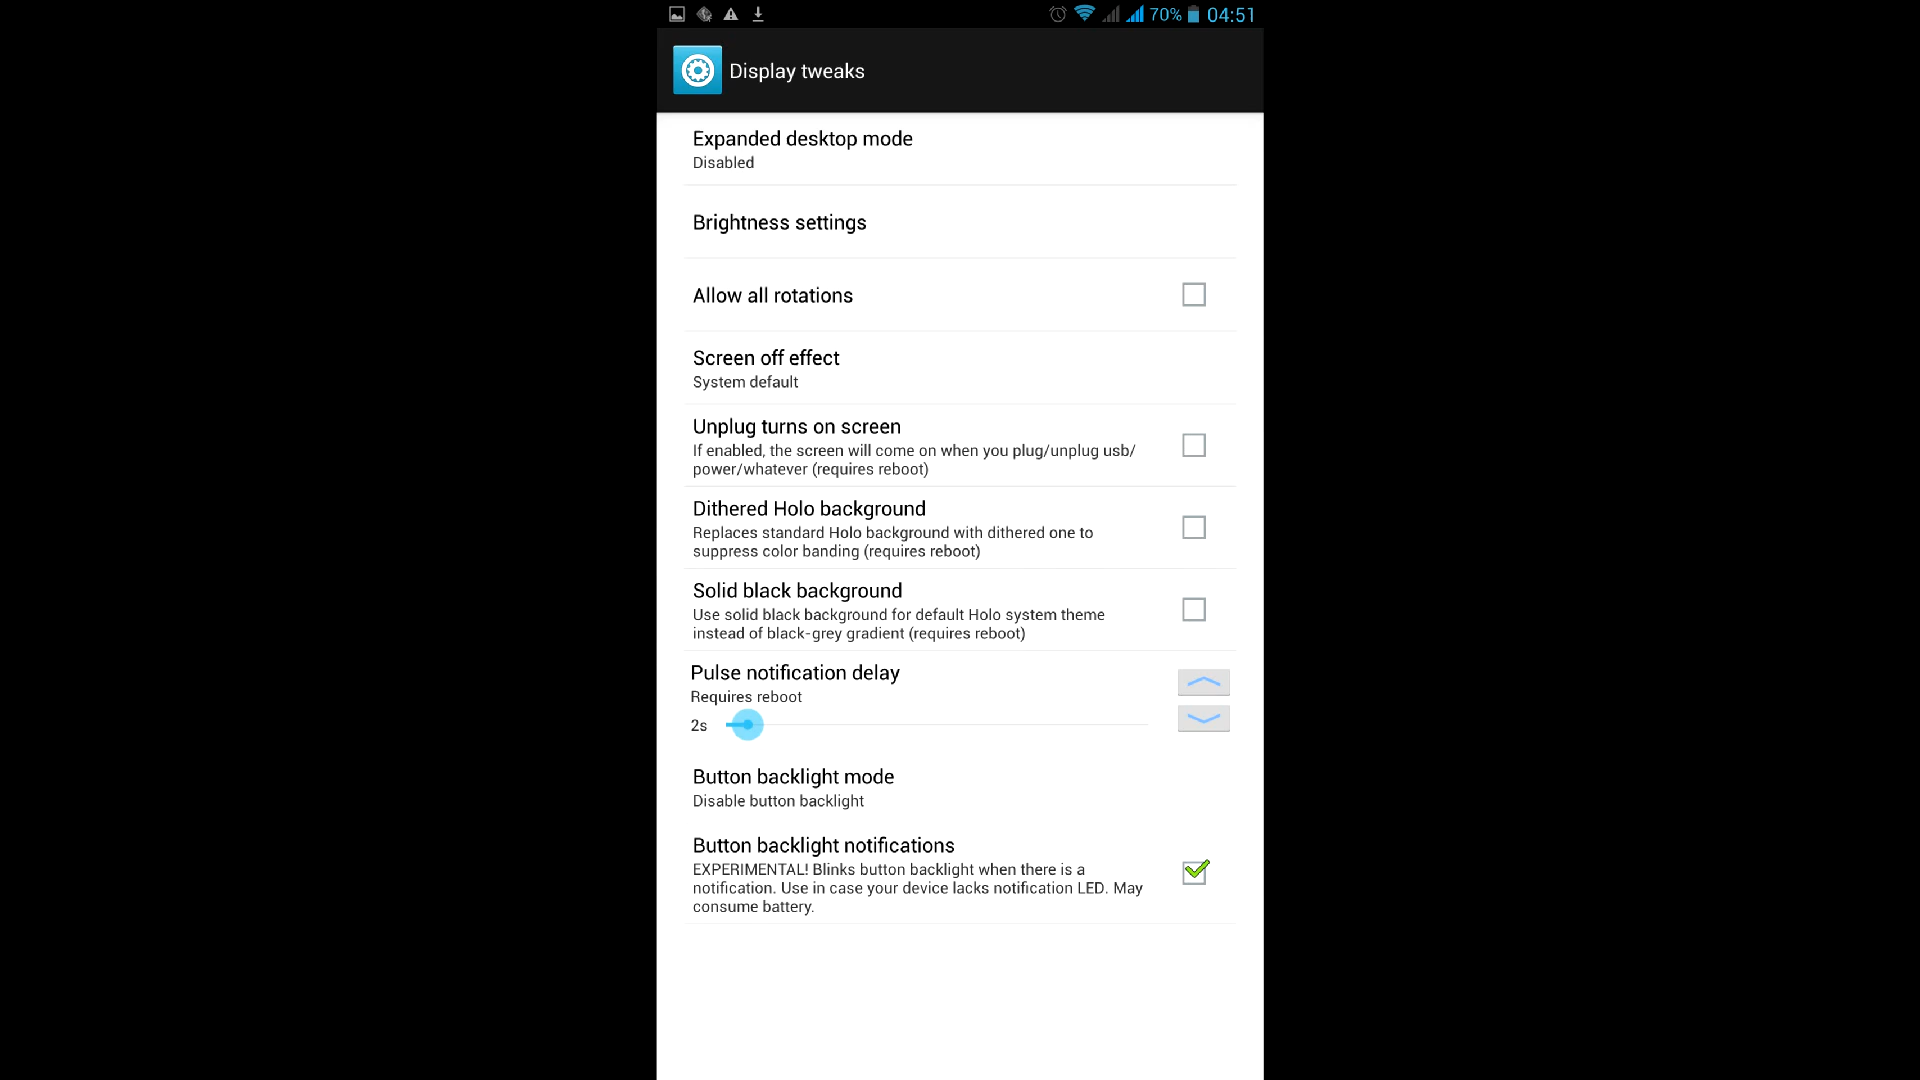 70% 04:51
Display tweaks
Expanded desktop mode
Disabled
Brightness settings
Allow all rotations
Screen off effect
System default
Unplug turns on screen
If enabled, the screen will come on when you plug/unplug usb/
power/whatever (requires reboot)
Dithered Holo background
Replaces standard Holo background with dithered one to
suppress color banding (requires reboot)
Solid black background
Use solid black background for default Holo system theme
instead of black-grey gradient (requires reboot)
Pulse notification delay
Requires reboot
2s
Button backlight mode
Disable button backlight
Button backlight notifications
EXPERIMENTAL! Blinks button backlight when there is a
notification. Use in case your device lacks notification LED. May
consume battery.